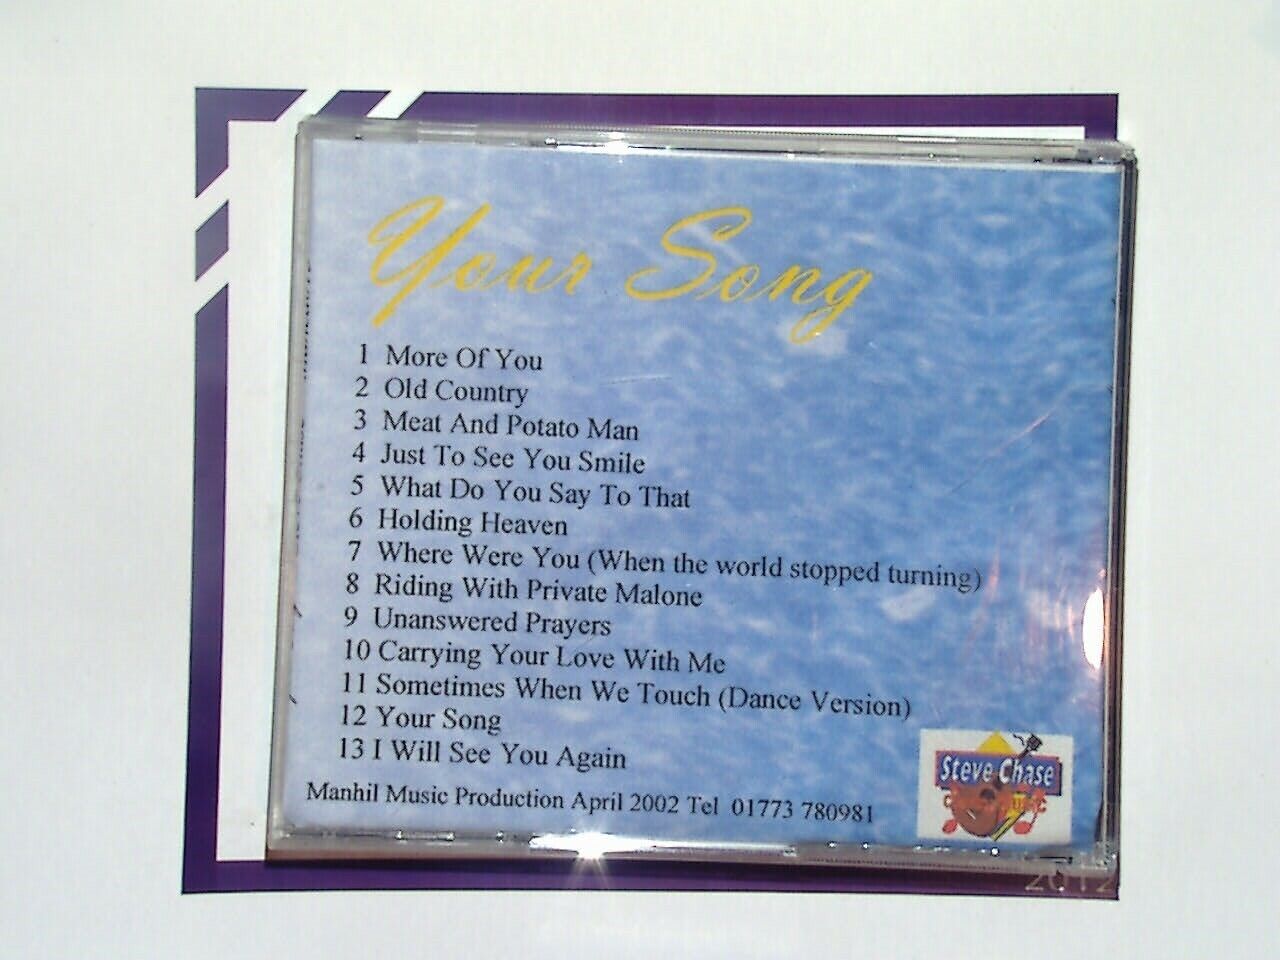 Your Song
1 More Of You
2 Old Country
3 Meat And Potato Man
4 Just To See You Smile
5 What Do You Say To That
6 Holding Heaven
7 Where Were You (When the world stopped turning)
8 Riding With Private Malone
9 Unanswered Prayers
10 Carrying Your Love With Me
11 Sometimes When We Touch (Dance Version)
12 Your Song
13 I Will See You Again
Manhil Music Production April 2002 Tel 01773 780981
Steve Chase
2012